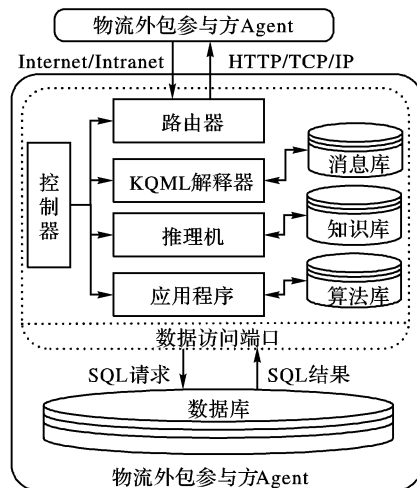 物流外包参与方Agent
Internet/Intranet
HTTP/TCP/IP
路由器
控制器
KQML解释器
消息库
推理机
知识库
应用程序
算法库
数据访问端口
SQL请求
SQL结果
数据库
物流外包参与方Agent